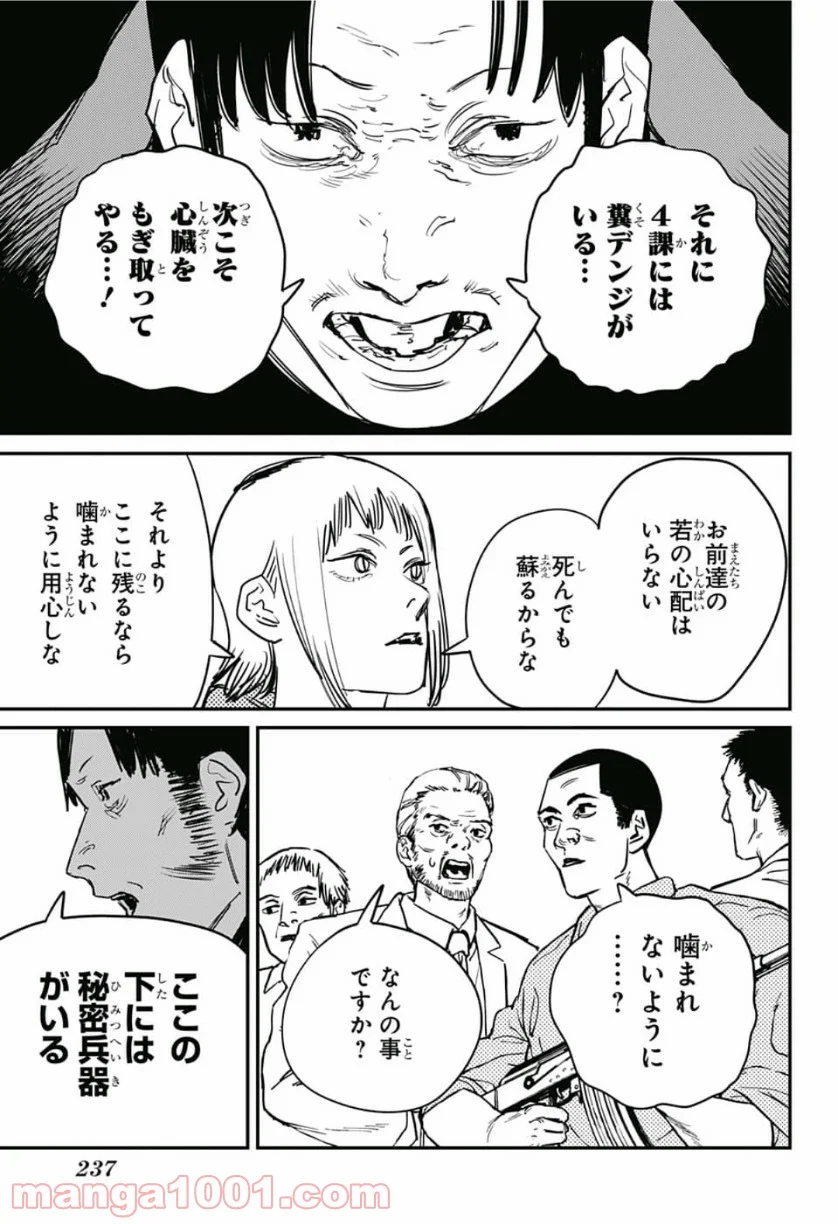 それに
4課には
糞デンジが
いる…
次こそ
心臓を
もぎ取って
やる…!
お前達の
若の心配は
いらない
死んでも
蘇るからな
それより
ここに残るなら
噛まれない
ように用心しな
噛まれ
ないように
……?
なんの事
ですか?
ここの
下には
秘密兵器
がいる
237
manga1001.com